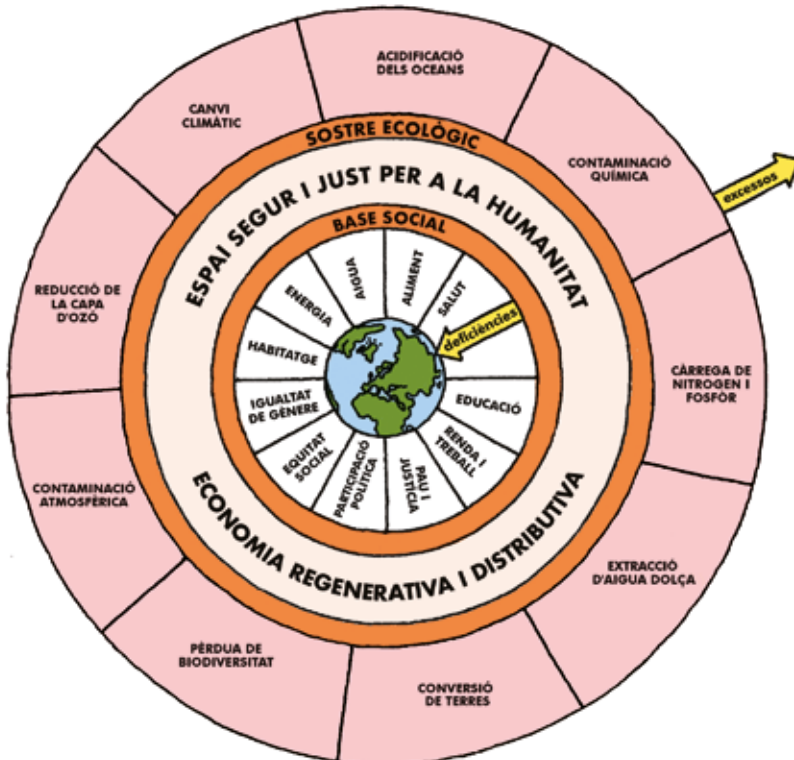 ACIDIFICACIÓ
DELS OCEANS
CANVI
CLIMÀTIC
SOSTRE ECOLÒGIC
CONTAMINACIÓ
QUÍMICA
excessos
ESPAI SEGUR I JUST PER A LA HUMANITAT
BASE SOCIAL
AIGUA
ALIMENT
SALUT
ENERGIA
deficiències
REDUCCIÓ DE
LA CAPA
D'OZÓ
HABITATGE
CÀRREGA DE
NITROGEN I
FOSFÒR
IGUALTAT
DE GÈNERE
EDUCACIÓ
EQUITAT
SOCIAL
PARTICIPACIÓ
POLÍTICA
PAU I
JUSTÍCIA
RENDA I
TREBALL
CONTAMINACIÓ
ATMOSFÈRICA
ECONOMIA REGENERATIVA I DISTRIBUTIVA
EXTRACCIÓ
D'AIGUA DOLÇA
PÈRDUA DE
BIODIVERSITAT
CONVERSIÓ
DE TERRES